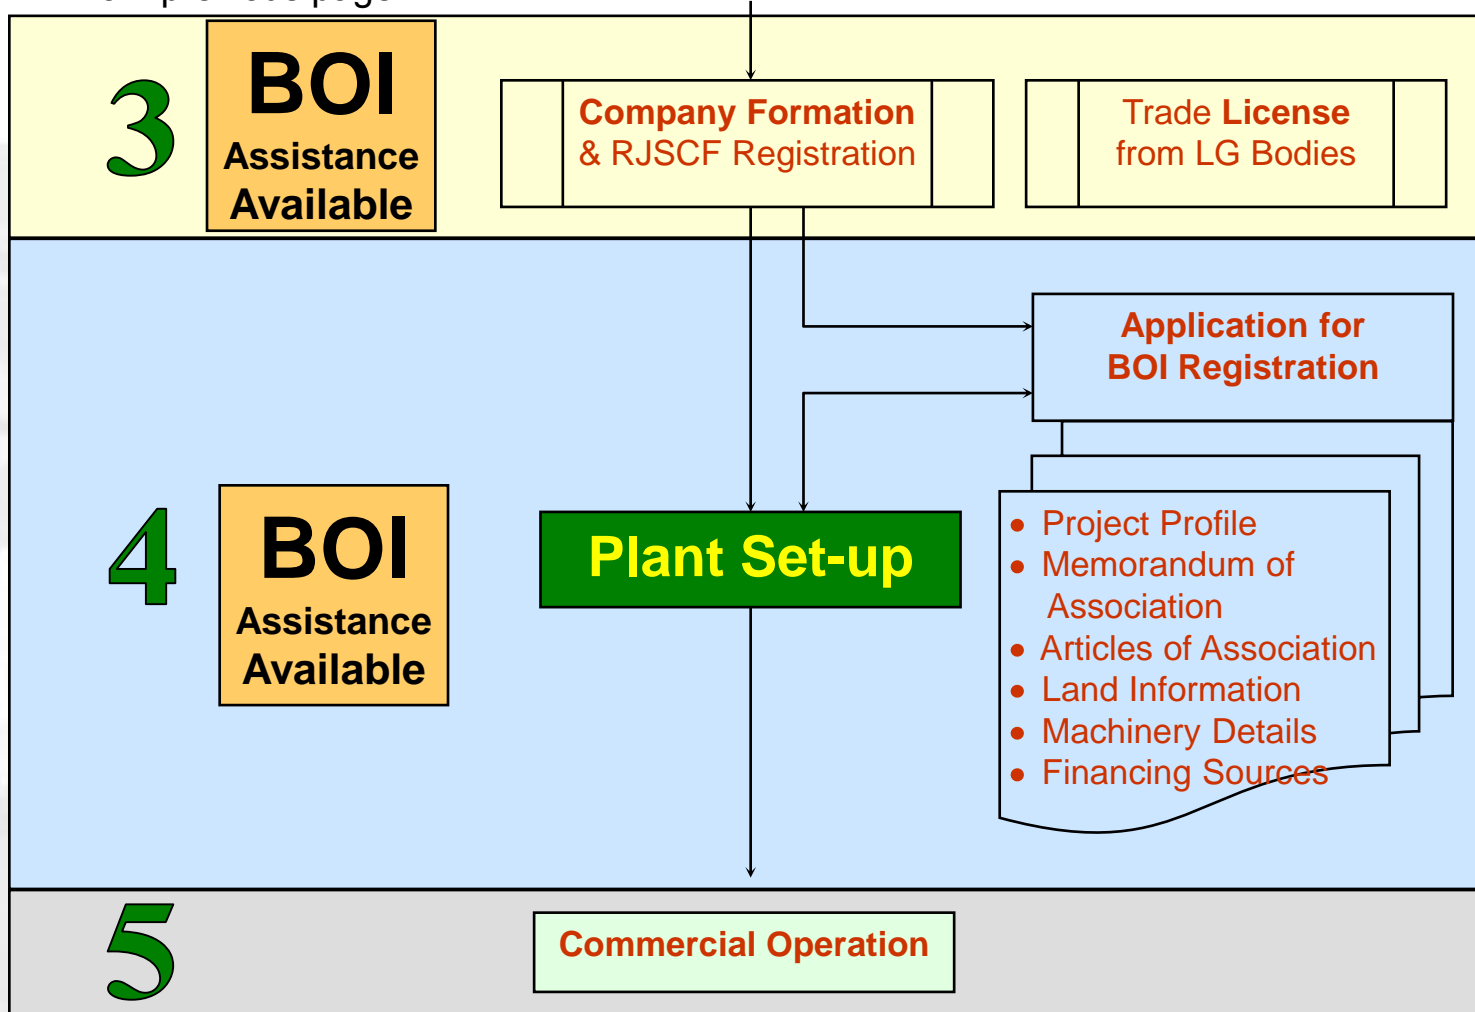 3
BOI
Assistance
Available
Company Formation
& RJSCF Registration
Trade License
from LG Bodies
Application for
BOI Registration
4
BOI
Assistance
Available
Plant Set-up
• Project Profile
• Memorandum of
Association
• Articles of Association
• Land Information
• Machinery Details
• Financing Sources
5
Commercial Operation